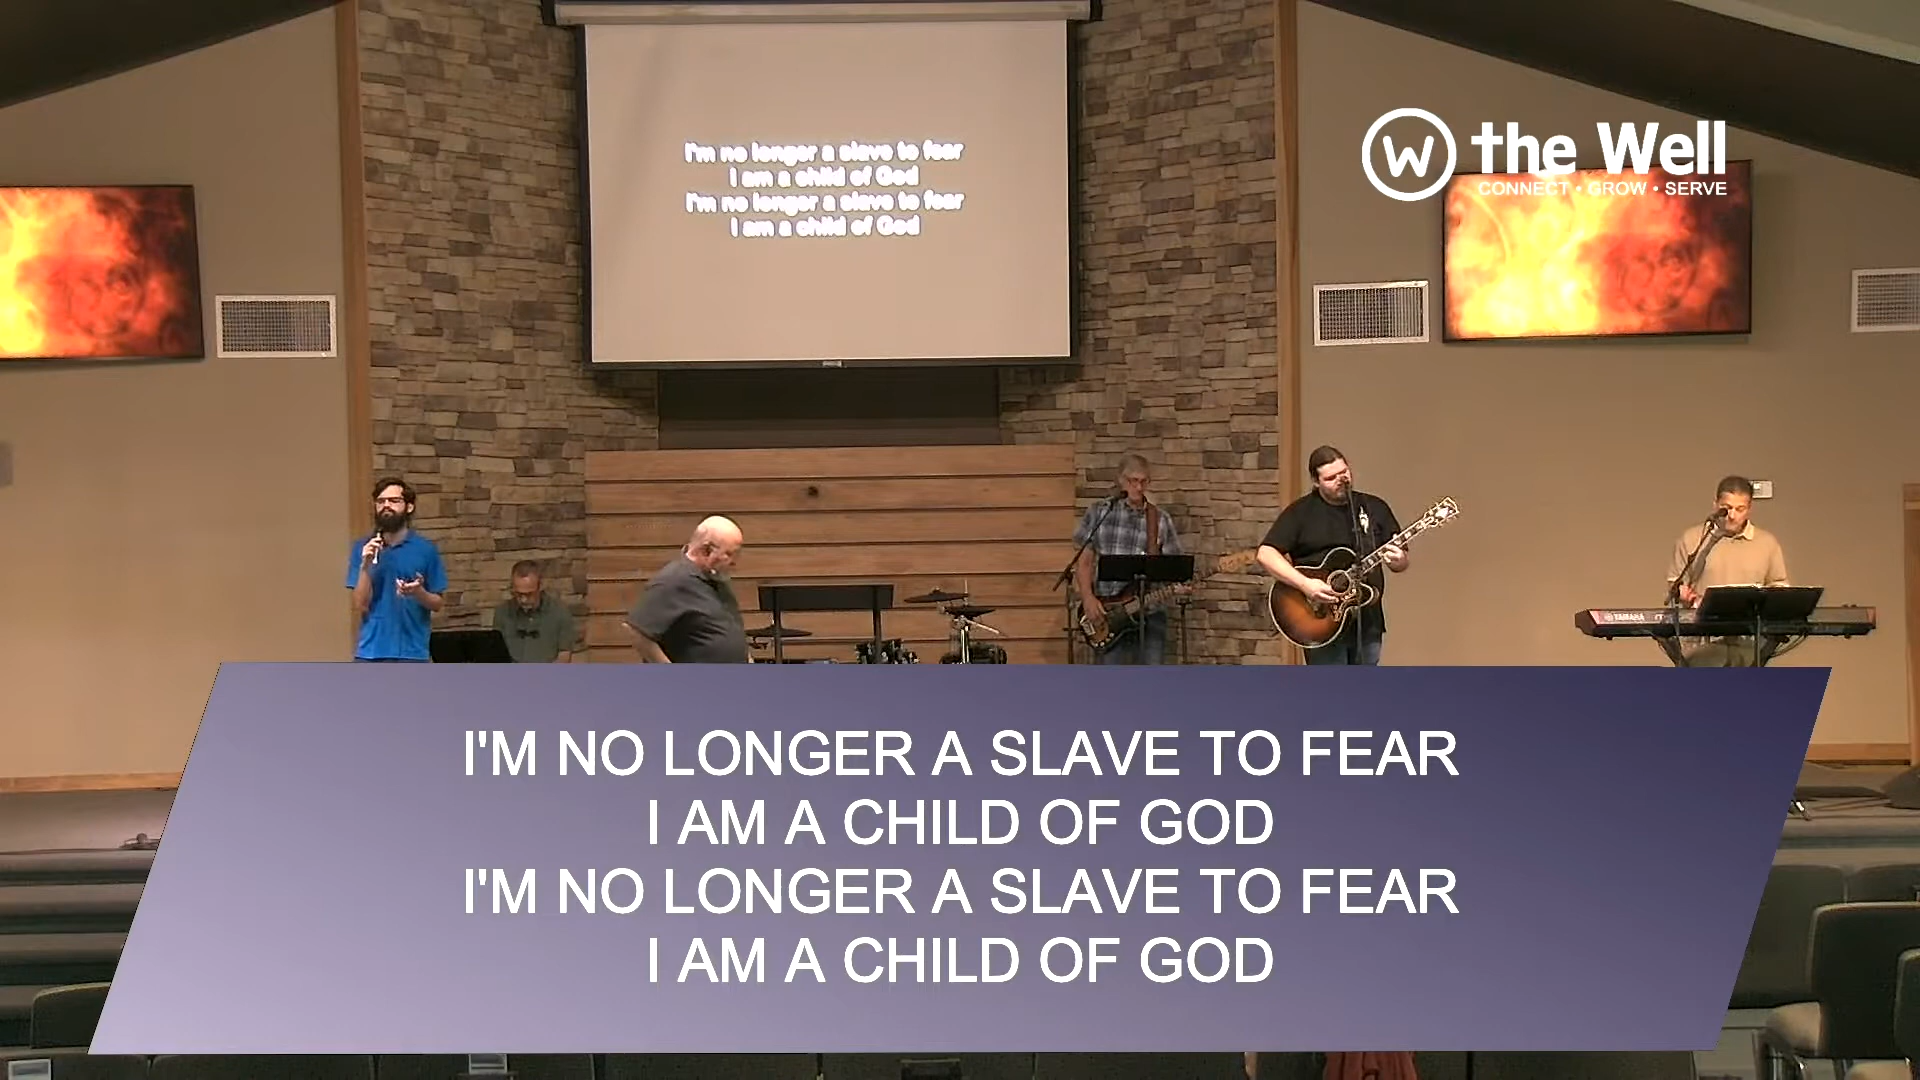 I'm no longer a slave to fear
I am a child of God
I'm no longer a slave to fear
I am a child of God
W the Well
CONNECT • GROW • SERVE
YAMAHA
I'M NO LONGER A SLAVE TO FEAR
I AM A CHILD OF GOD
I'M NO LONGER A SLAVE TO FEAR
I AM A CHILD OF GOD